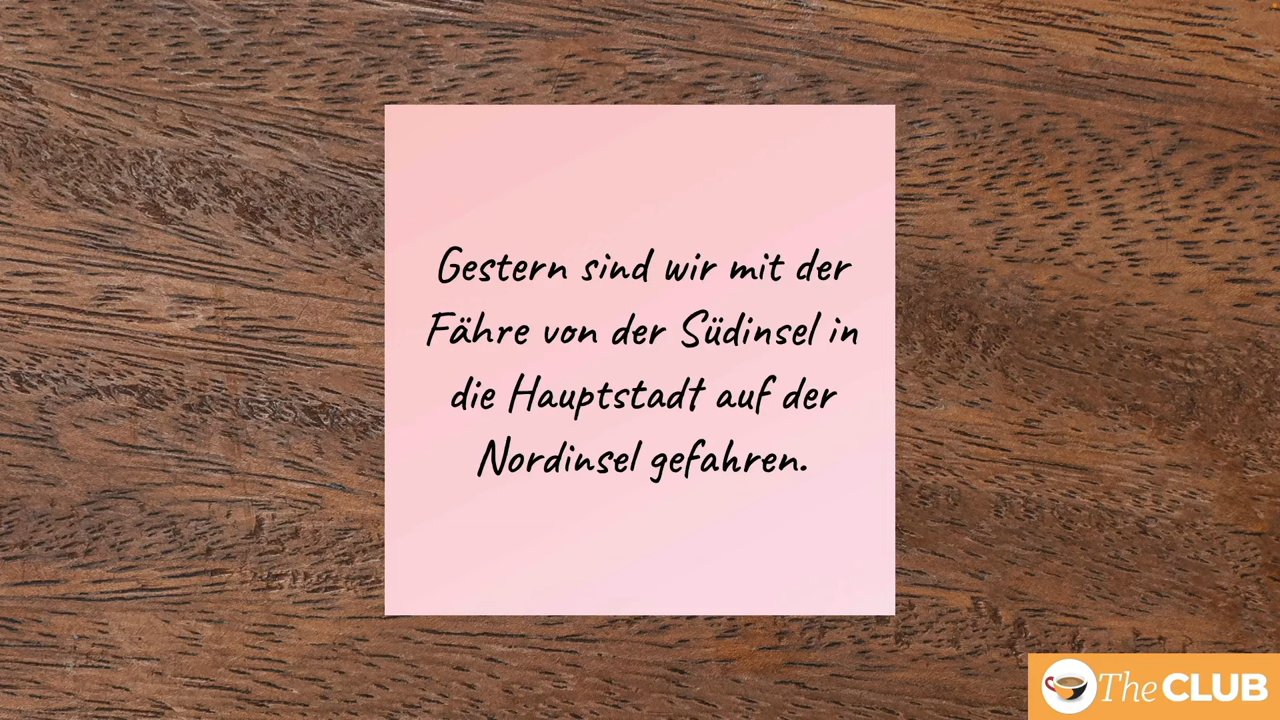 Gestern sind wir mit der
Fähre von der Südinsel in
die Hauptstadt auf der
Nordinsel gefahren.
The CLUB